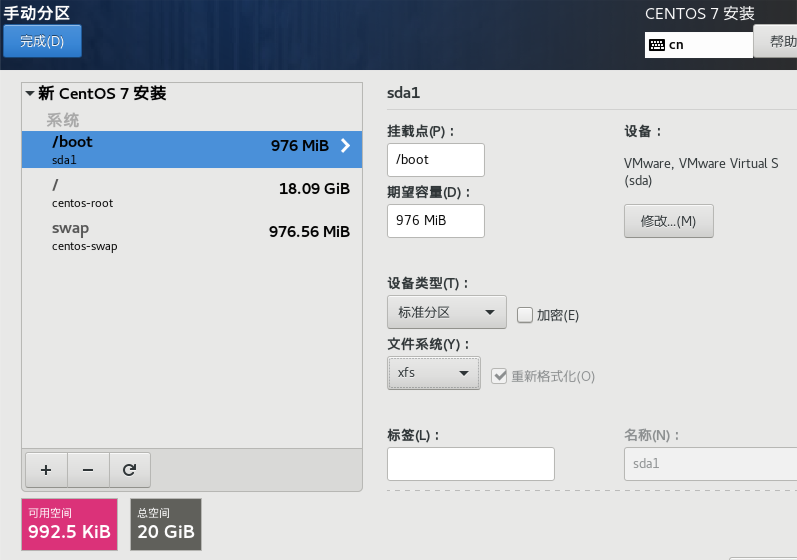 手动分区
CENTOS 7 安装
完成(D)
cn
帮助
新 CentOS 7 安装
系统
/boot
976 MiB
sda1
/
18.09 GiB
centos-root
swap
976.56 MiB
centos-swap
sda1
挂载点(P)：
/boot
期望容量(D)：
976 MiB
设备：
VMware, VMware Virtual S
(sda)
修改...(M)
设备类型(T)：
标准分区
加密(E)
文件系统(Y)：
xfs
重新格式化(O)
标签(L)：
名称(N)：
sda1
可用空间
992.5 KiB
总空间
20 GiB